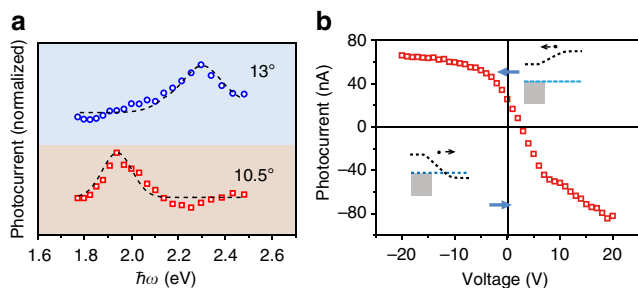 a
b
Photocurrent (normalized)
13°
10.5°
1.6 1.8 2.0 2.2 2.4 2.6
ħω (eV)
Photocurrent (nA)
80
40
0
−40
−80
−20 −10 0 10 20
Voltage (V)